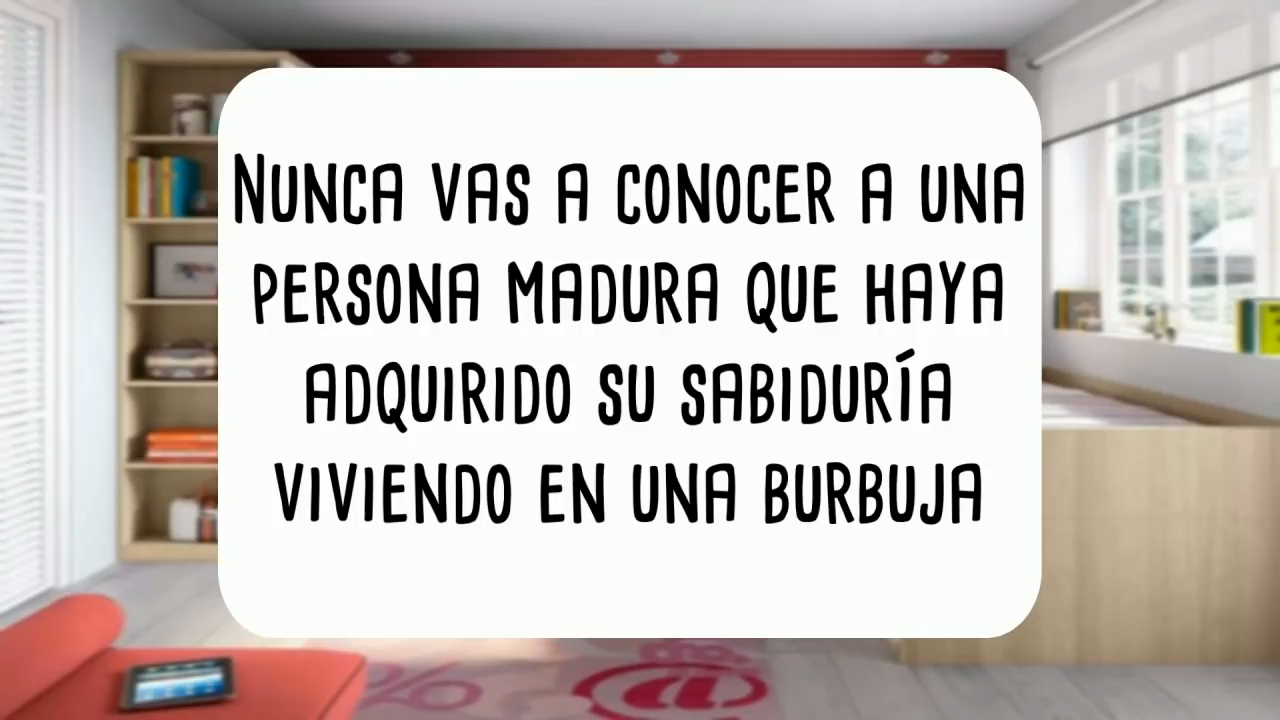 Nunca vas a conocer a una
persona madura que haya
adquirido su sabiduría
viviendo en una burbuja